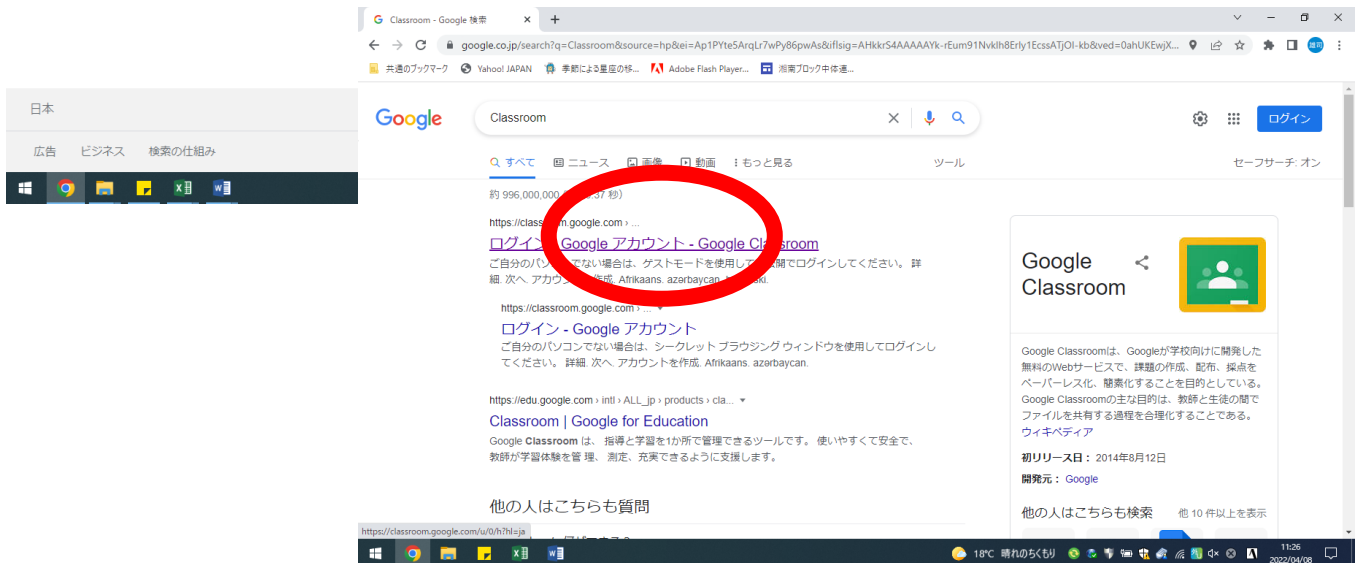 日本
広告 ビジネス 検索の仕組み
Classroom - Google 検索
google.co.jp/search?q=Classroom&source=hp&ei=Ap1PYte5ArqLr7wPy86pwAs&iflsig=AHkkrS4AAAAAYk-rEum91Nvklh8Erly1EcssATjOl-kb&ved=0ahUKEwjX...
共通のブックマーク Yahoo! JAPAN 季節による星座の移... Adobe Flash Player... 湘南ブロック中体連...
Google
Classroom
ログイン
すべて ニュース 画像 動画 もっと見る ツール セーフサーチ: オン
約 996,000,000 37 秒）
https://class m.google.com › ...
ログイン Google アカウント - Google Cl sroom
ご自分のパソ でない場合は、ゲストモードを使用して 開でログインしてください。 詳
細. 次へ. アカウン 作成. Afrikaans. azərbaycan.
https://classroom.google.com › ...
ログイン - Google アカウント
ご自分のパソコンでない場合は、シークレット ブラウジング ウィンドウを使用してログインし
てください。 詳細. 次へ. アカウントを作成. Afrikaans. azərbaycan.
https://edu.google.com › intl › ALL_jp › products › cla...
Classroom | Google for Education
Google Classroom は、 指導と学習を1か所で管理できるツールです。 使いやすくて安全で、
教師が学習体験を管 理、 測定、充実できるように支援します。
他の人はこちらも質問
https://classroom.google.com/u/0/h?hl=ja
Google
Classroom
Google Classroomは、Googleが学校向けに開発した
無料のWebサービスで、課題の作成、配布、採点を
ペーパーレス化、簡素化することを目的としている。
Google Classroomの主な目的は、教師と生徒の間で
ファイルを共有する過程を合理化することである。
ウィキペディア
初リリース日： 2014年8月12日
開発元： Google
他の人はこちらも検索 他 10 件以上を表示
18°C 晴れのちくもり
11:26
2022/04/08